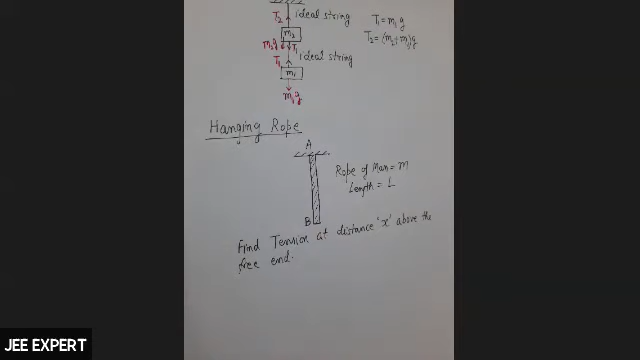 T₂ ideal string T₁ = m₁g
m₂ T₂ = (m₂+m₁)g
m₂g T₁
T₁ ideal string
m₁
m₁g
Hanging Rope
A
Rope of Mass = m
Length = L
B
Find Tension at distance 'x' above the
free end.
JEE EXPERT